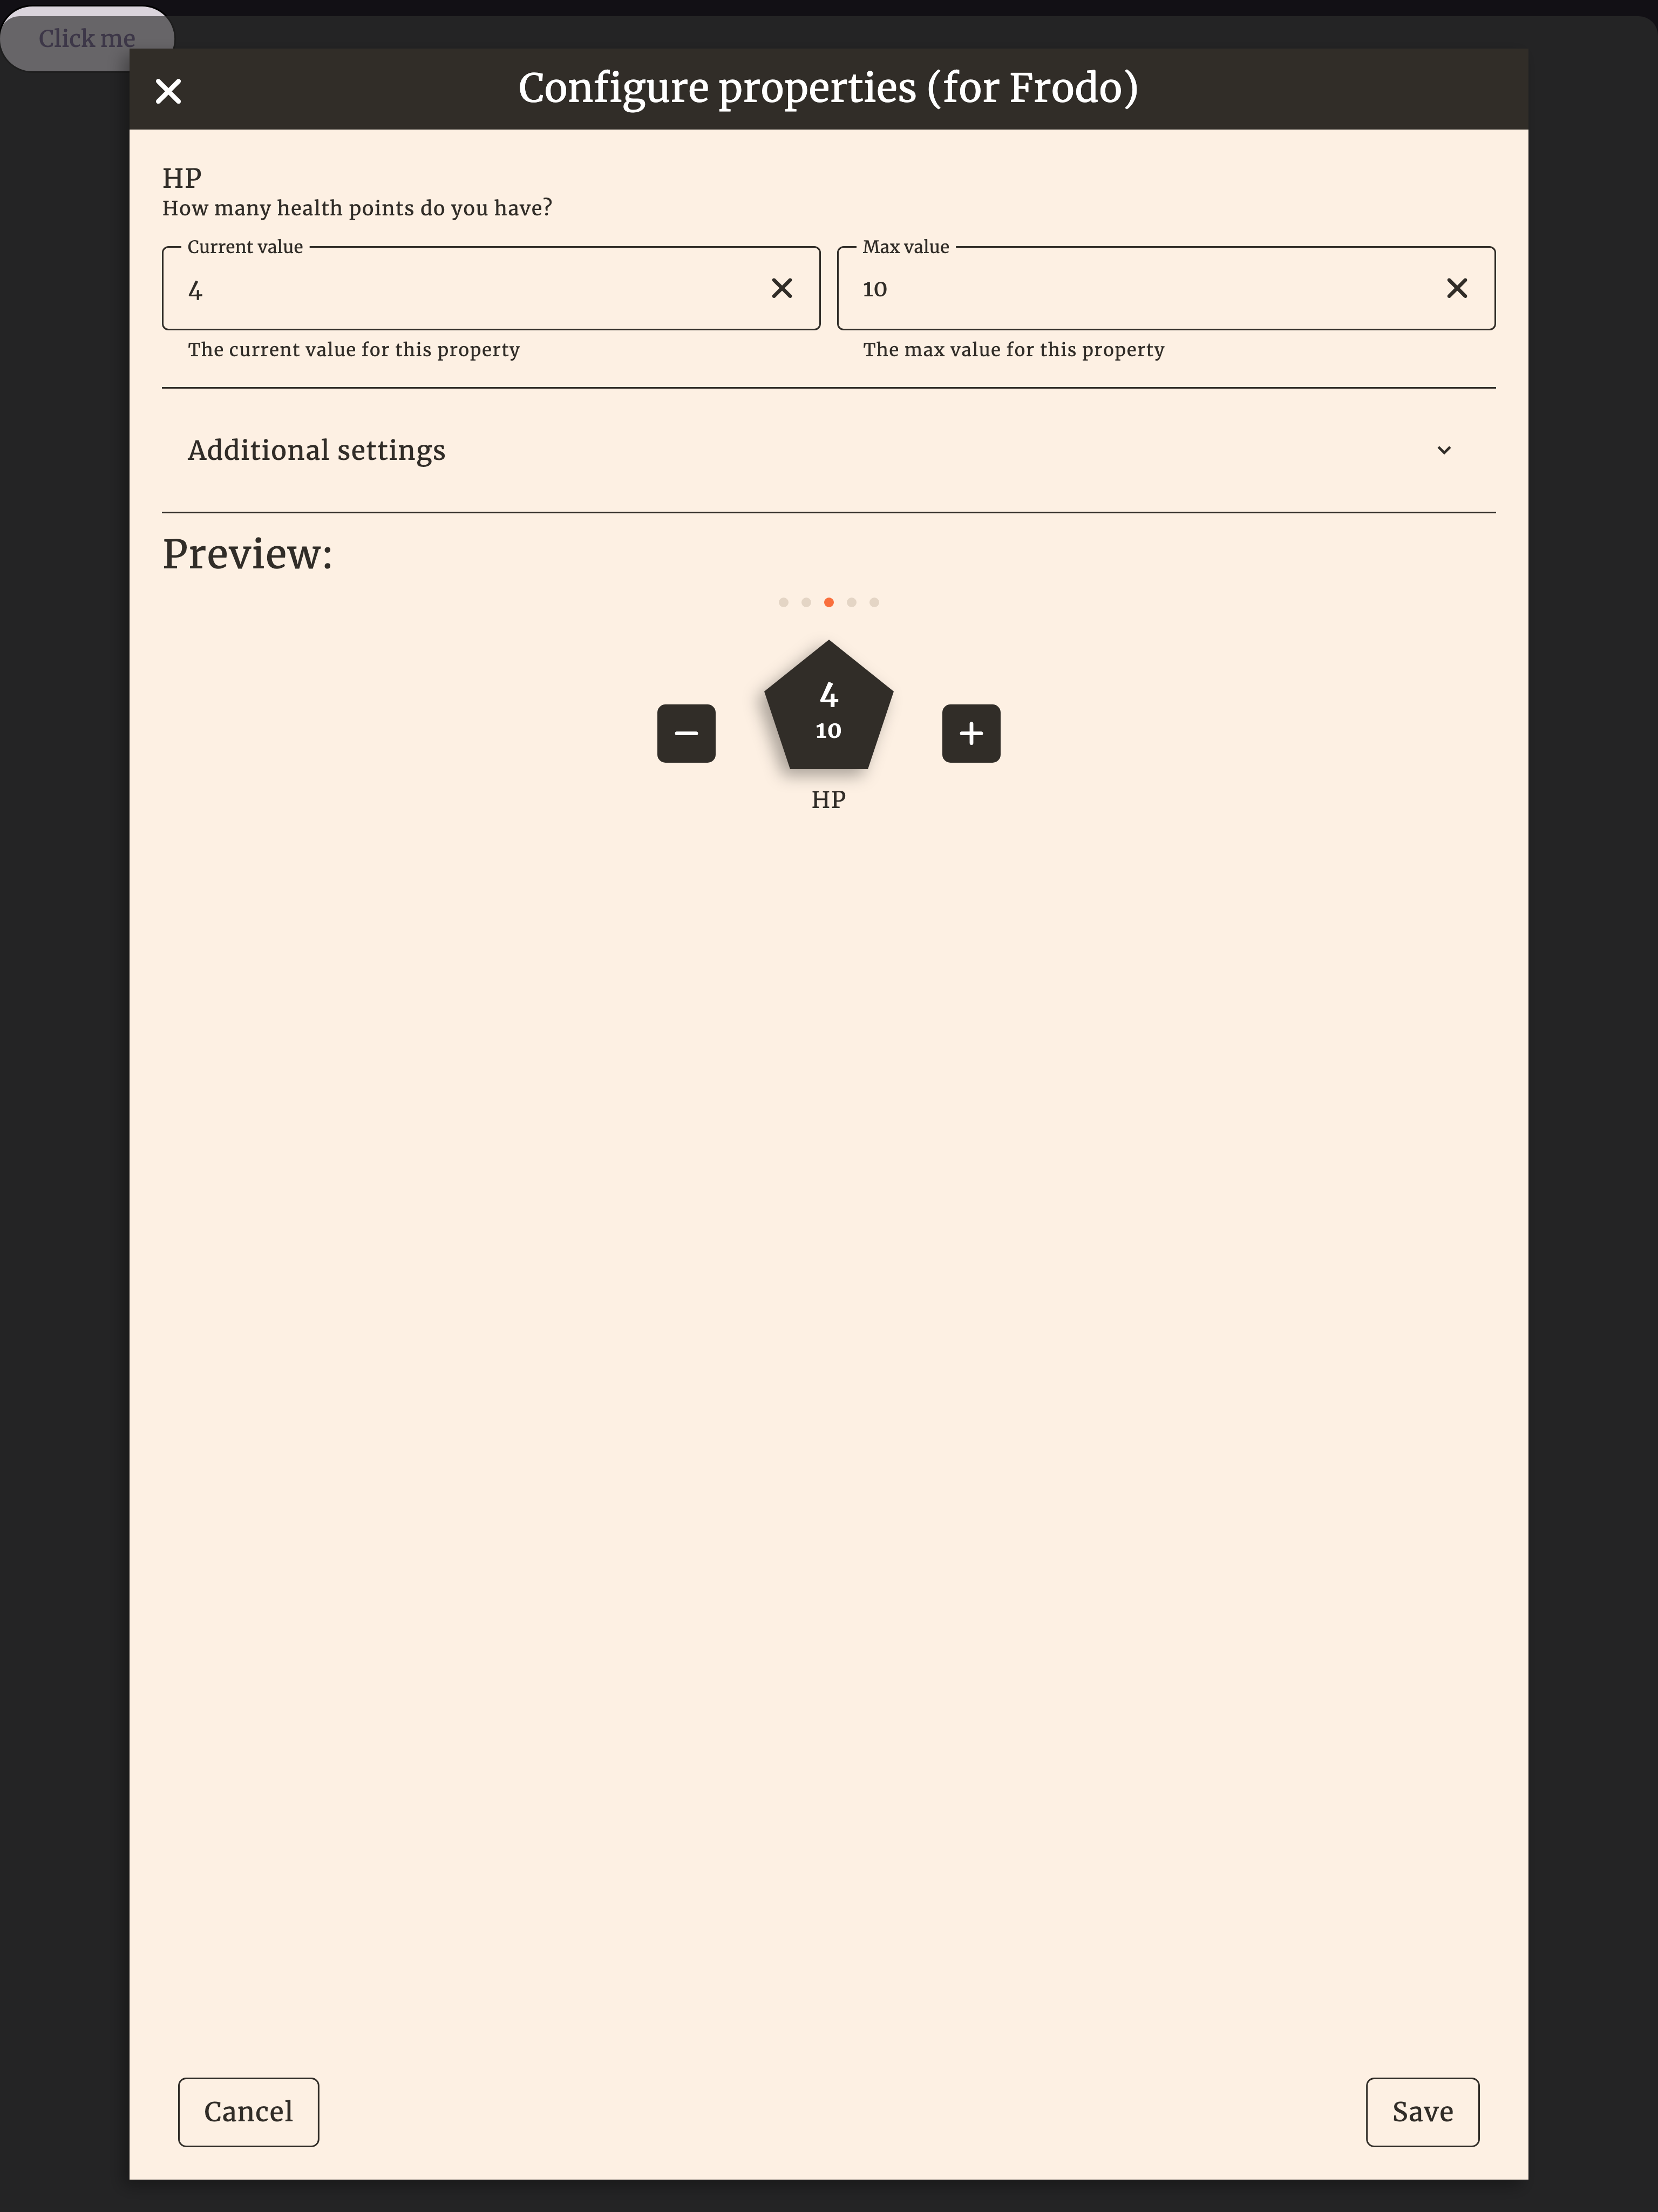 Click me
Configure properties (for Frodo)
HP
How many health points do you have?
Current value
Max value
4
10
The current value for this property
The max value for this property
Additional settings
Preview:
4
10
HP
Cancel
Save